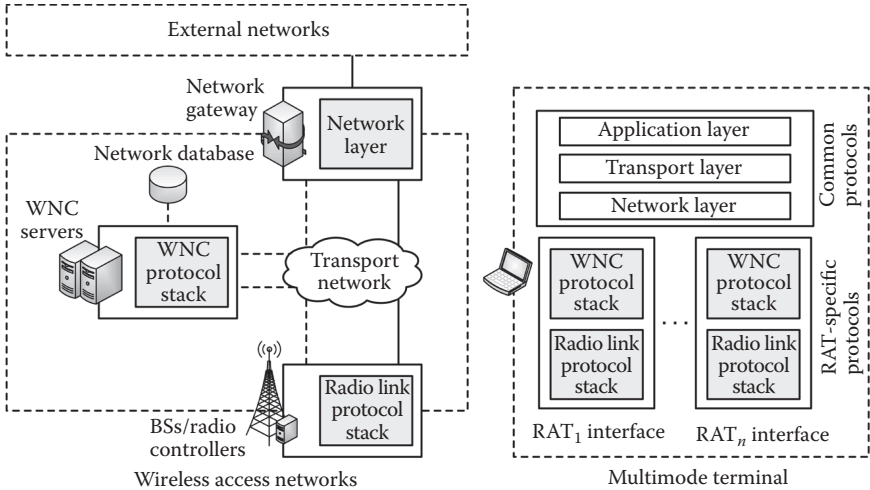 External networks
Network
gateway
Network
layer
Network database
WNC
servers
WNC
protocol
stack
Transport
network
BSs/radio
controllers
Radio link
protocol
stack
Wireless access networks
Application layer
Transport layer
Network layer
Common
protocols
WNC
protocol
stack
Radio link
protocol
stack
. . .
WNC
protocol
stack
Radio link
protocol
stack
RAT-specific
protocols
RAT1 interface
RATn interface
Multimode terminal